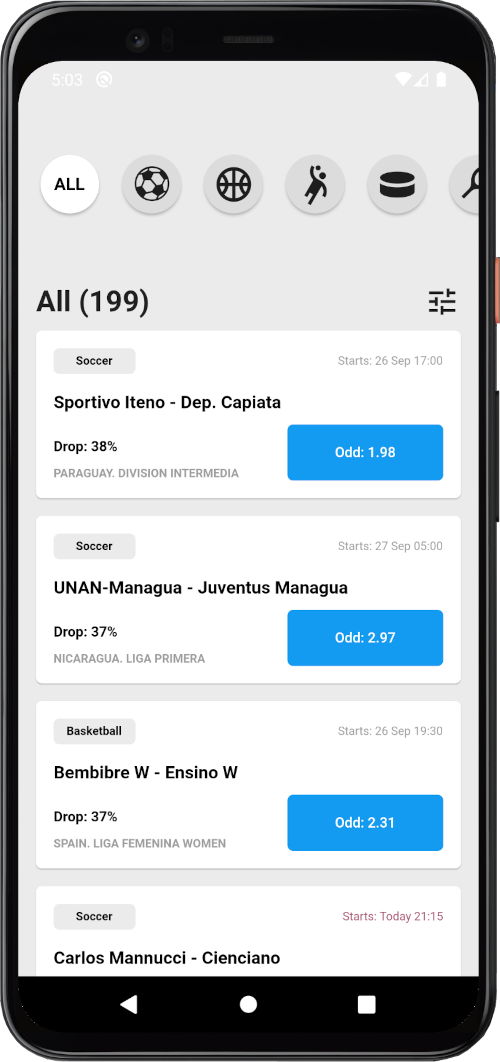 5:03
ALL
All (199)
Soccer
Starts: 26 Sep 17:00
Sportivo Iteno - Dep. Capiata
Drop: 38%
Odd: 1.98
PARAGUAY. DIVISION INTERMEDIA
Soccer
Starts: 27 Sep 05:00
UNAN-Managua - Juventus Managua
Drop: 37%
Odd: 2.97
NICARAGUA. LIGA PRIMERA
Basketball
Starts: 26 Sep 19:30
Bembibre W - Ensino W
Drop: 37%
Odd: 2.31
SPAIN. LIGA FEMENINA WOMEN
Soccer
Starts: Today 21:15
Carlos Mannucci - Cienciano